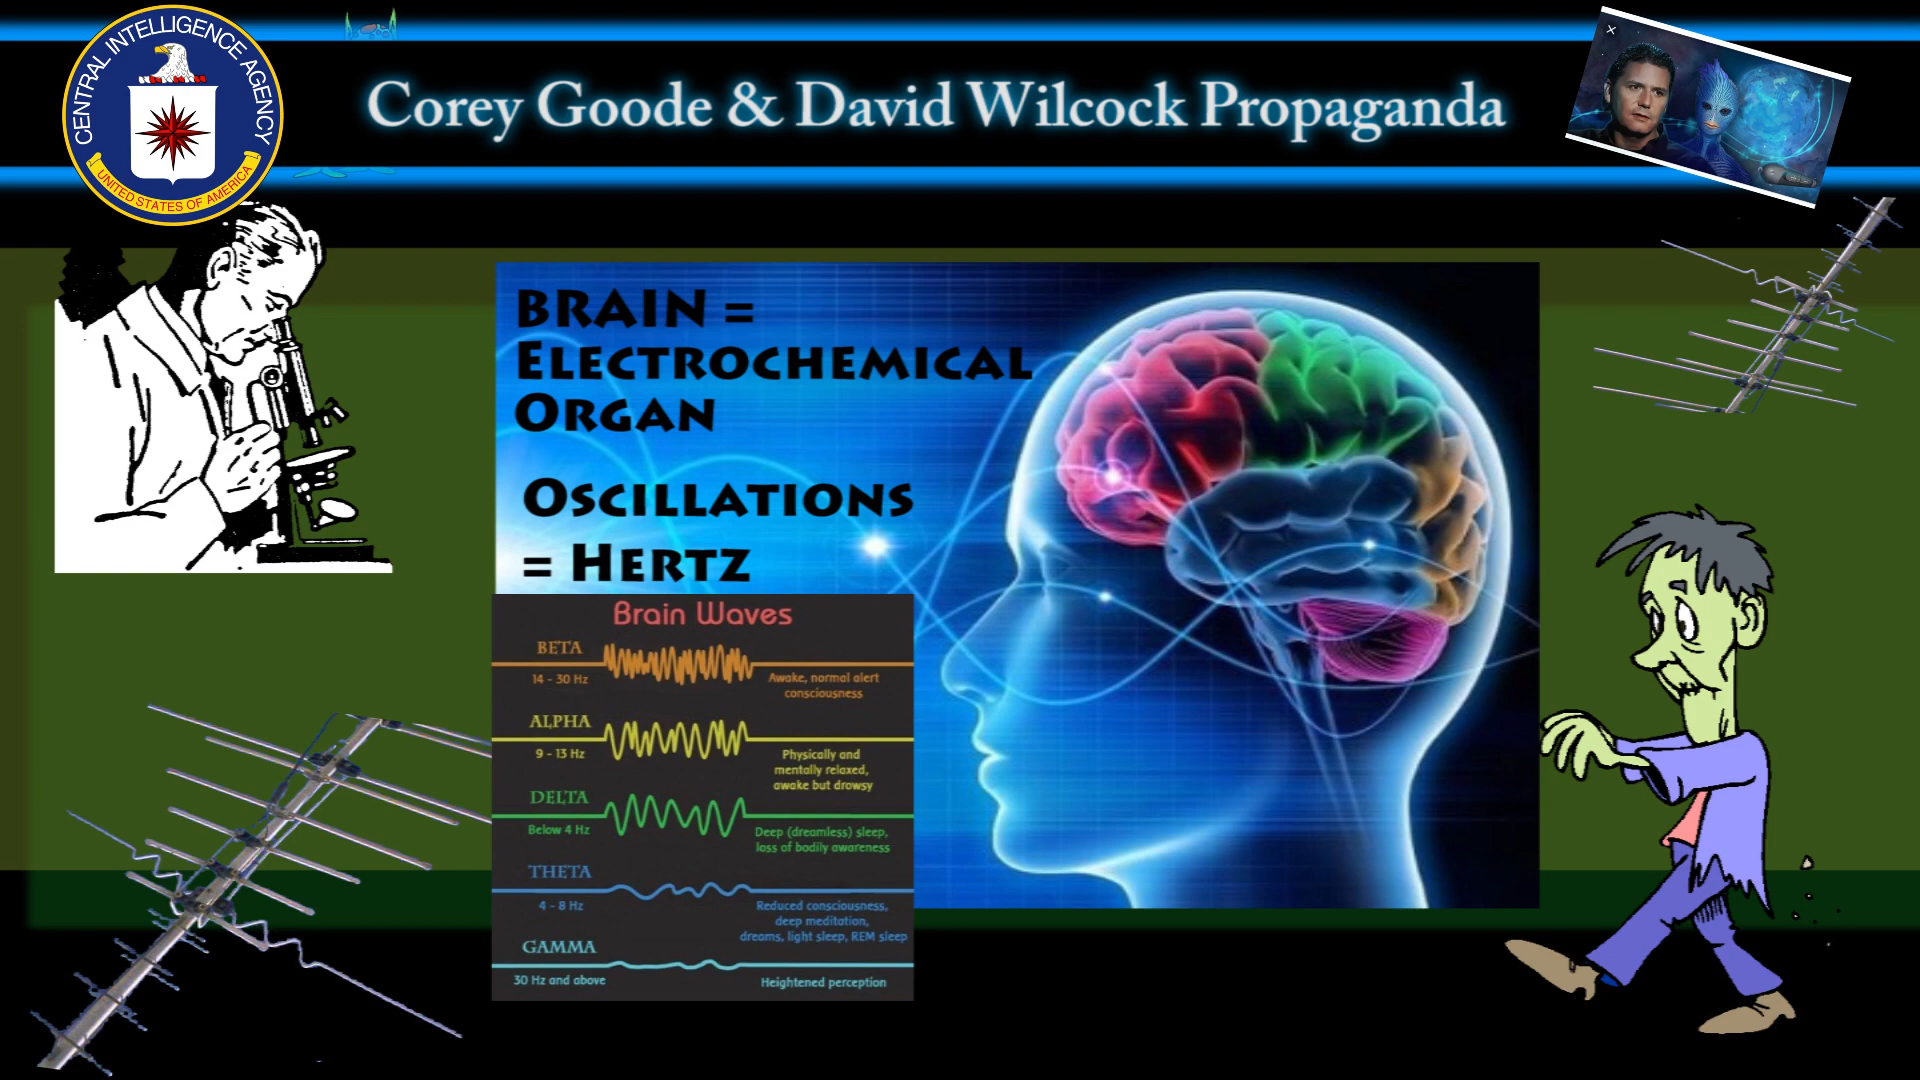 CENTRAL INTELLIGENCE AGENCY
UNITED STATES OF AMERICA
Corey Goode & David Wilcock Propaganda
BRAIN =
ELECTROCHEMICAL
ORGAN
OSCILLATIONS
= HERTZ
Brain Waves
BETA
14 - 30 Hz
Awake, normal alert
consciousness
ALPHA
9 - 13 Hz
Physically and
mentally relaxed,
awake but drowsy
DELTA
Below 4 Hz
Deep (dreamless) sleep,
loss of bodily awareness
THETA
4 - 8 Hz
Reduced consciousness,
deep meditation,
dreams, light sleep, REM sleep
GAMMA
30 Hz and above
Heightened perception